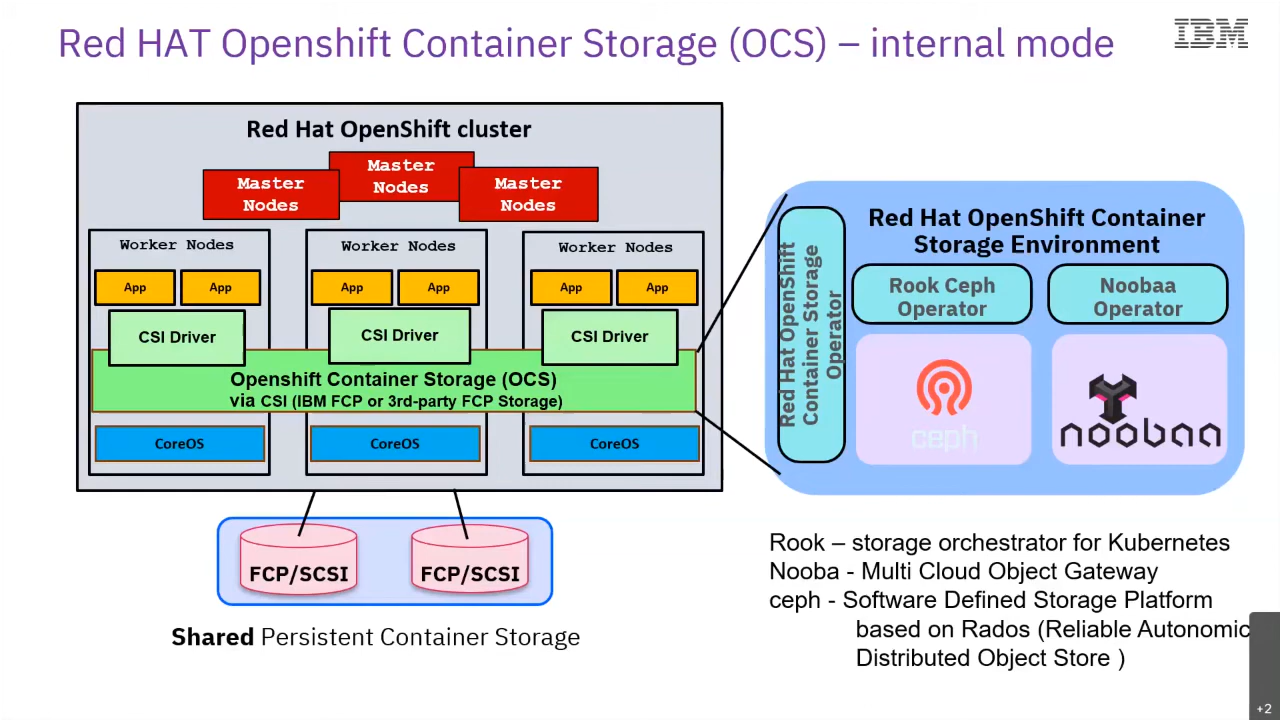 Red HAT Openshift Container Storage (OCS) – internal mode
IBM
Red Hat OpenShift cluster
Master
Nodes
Master
Nodes
Master
Nodes
Worker Nodes
Worker Nodes
Worker Nodes
App
App
App
App
App
App
CSI Driver
CSI Driver
CSI Driver
Openshift Container Storage (OCS)
via CSI (IBM FCP or 3rd-party FCP Storage)
CoreOS
CoreOS
CoreOS
FCP/SCSI
FCP/SCSI
Shared Persistent Container Storage
Red Hat OpenShift
Container Storage
Operator
Red Hat OpenShift Container
Storage Environment
Rook Ceph
Operator
Noobaa
Operator
ceph
noobaa
Rook – storage orchestrator for Kubernetes
Nooba - Multi Cloud Object Gateway
ceph - Software Defined Storage Platform
based on Rados (Reliable Autonomic
Distributed Object Store )
+2